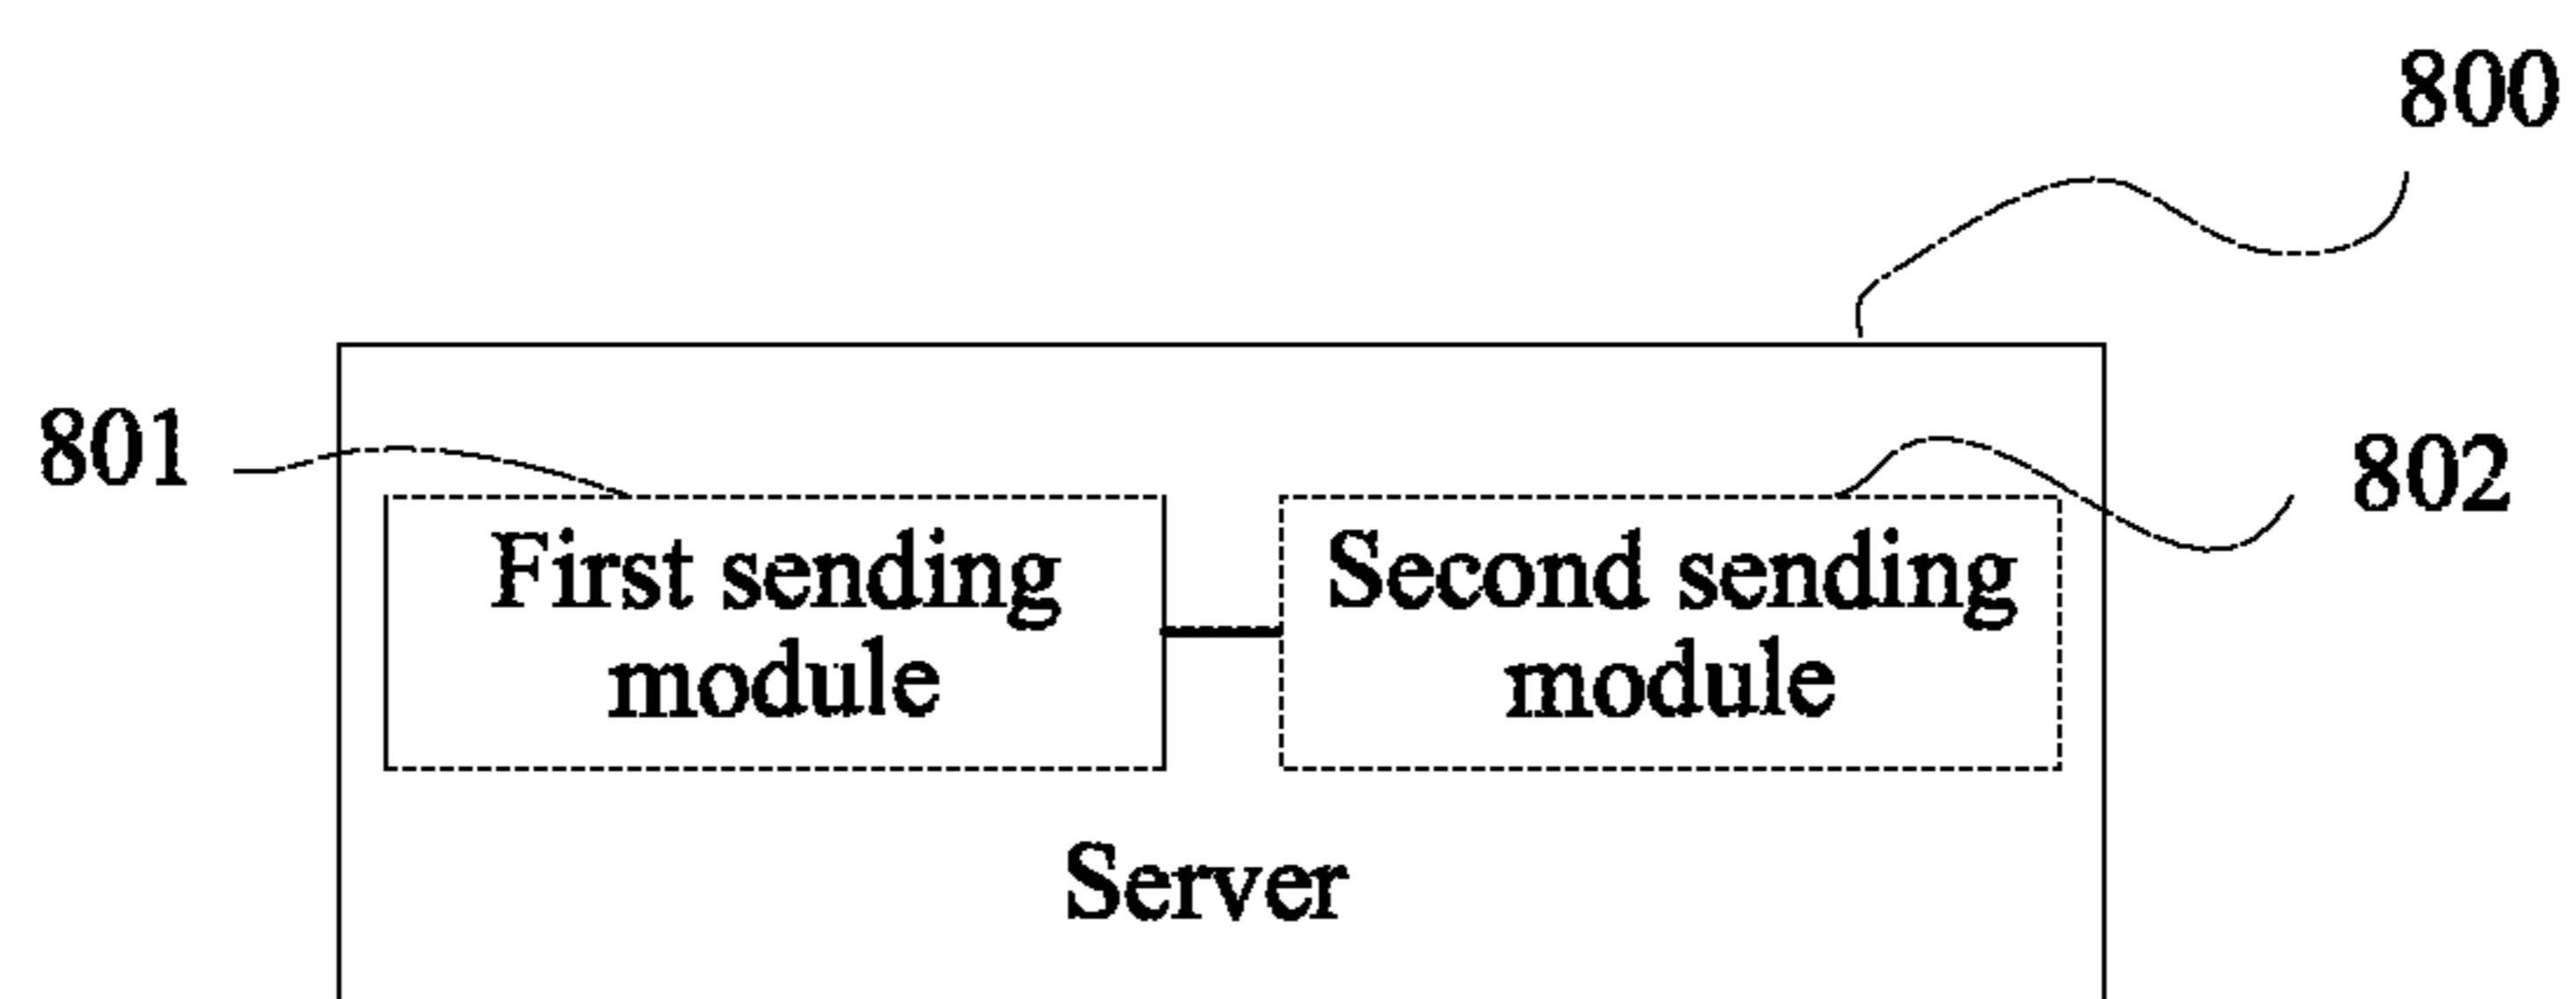 800
801
802
First sending
module
Second sending
module
Server